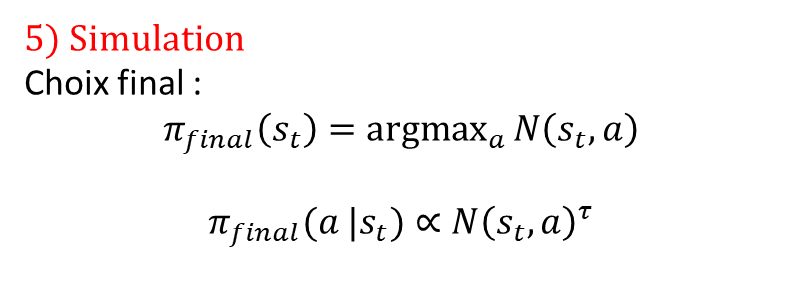 5) Simulation
Choix final :
π_final(s_t) = argmax_a N(s_t, a)
π_final(a |s_t) ∝ N(s_t, a)^τ